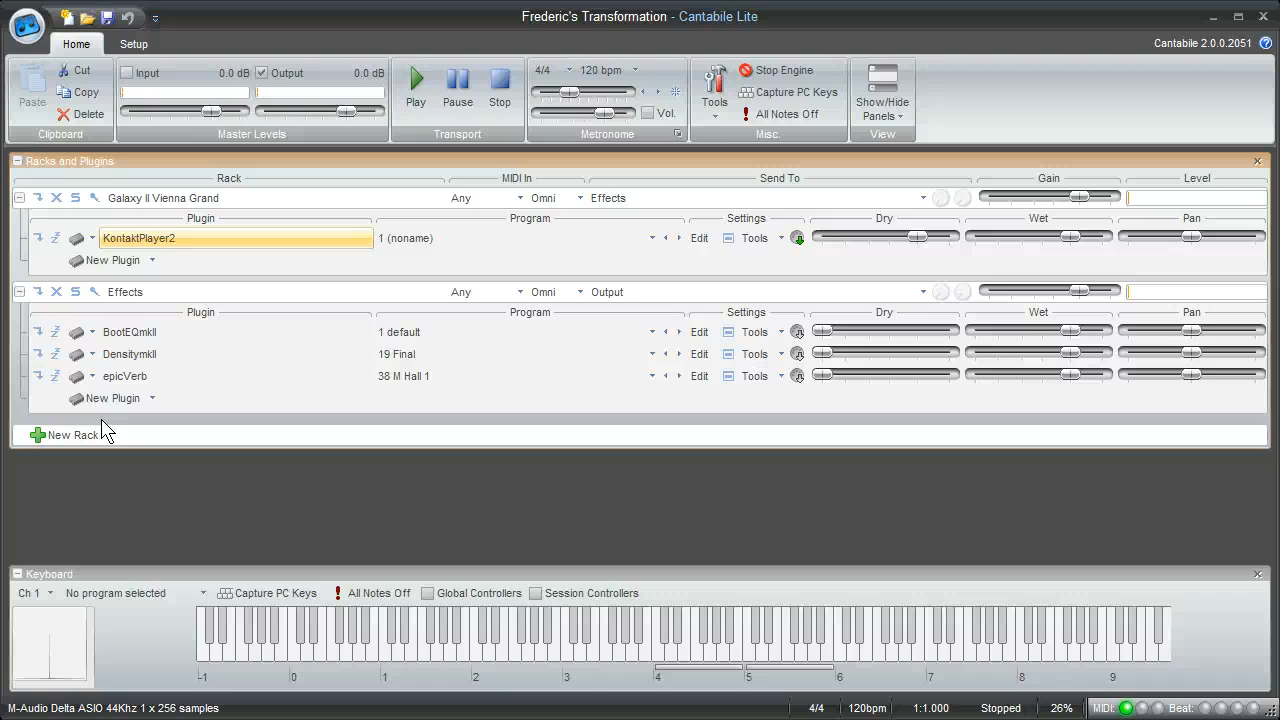 Frederic's Transformation - Cantabile Lite
Home Setup Cantabile 2.0.0.2051
Paste Cut Copy Delete Clipboard
Input 0.0 dB Output 0.0 dB Master Levels
Play Pause Stop Transport
4/4 120 bpm Vol. Metronome
Tools Stop Engine Capture PC Keys All Notes Off Misc.
Show/Hide Panels View
Racks and Plugins
Rack MIDI In Send To Gain Level
Galaxy II Vienna Grand Any Omni Effects
Plugin Program Settings Dry Wet Pan
KontaktPlayer2 1 (noname) Edit Tools
New Plugin
Effects Any Omni Output
Plugin Program Settings Dry Wet Pan
BootEQmkII 1 default Edit Tools
DensitymkII 19 Final Edit Tools
epicVerb 38 M Hall 1 Edit Tools
New Plugin
New Rack
Keyboard
Ch 1 No program selected Capture PC Keys All Notes Off Global Controllers Session Controllers
-1 0 1 2 3 4 5 6 7 8 9
M-Audio Delta ASIO 44Khz 1 x 256 samples 4/4 120bpm 1:1.000 Stopped 26% MIDI: Beat: